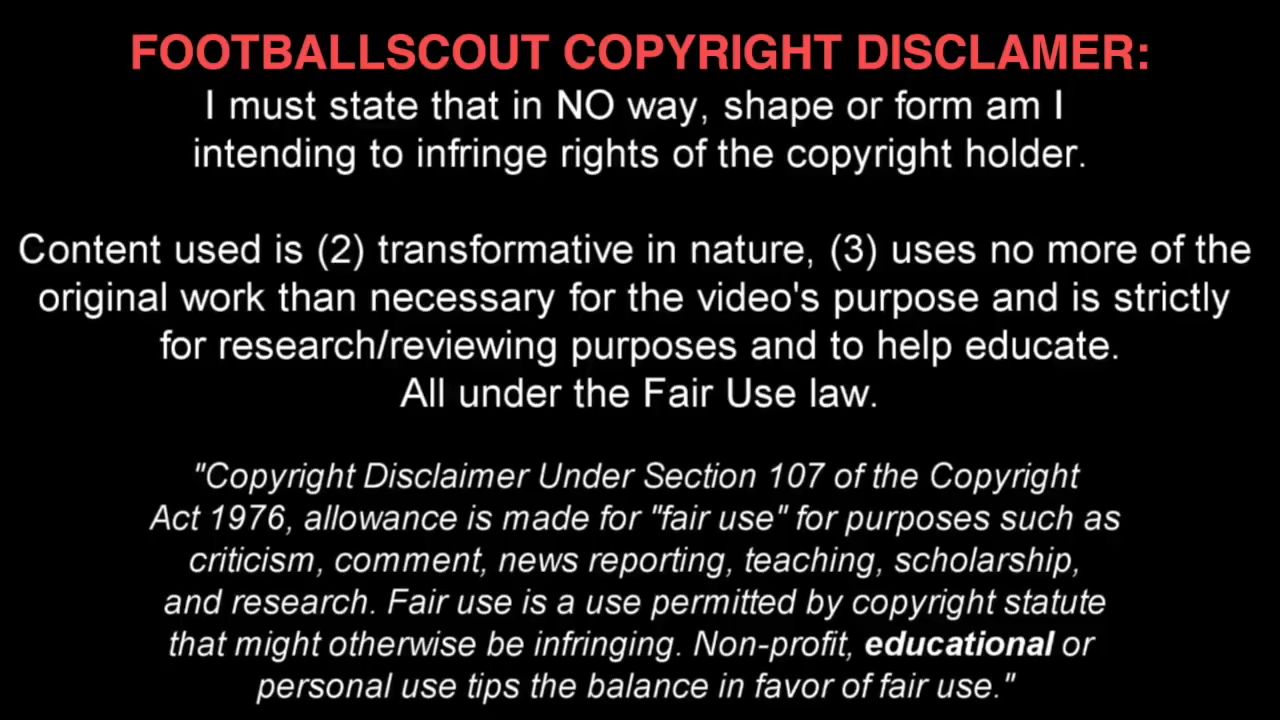 FOOTBALLSCOUT COPYRIGHT DISCLAMER:
I must state that in NO way, shape or form am I
intending to infringe rights of the copyright holder.
Content used is (2) transformative in nature, (3) uses no more of the
original work than necessary for the video's purpose and is strictly
for research/reviewing purposes and to help educate.
All under the Fair Use law.
"Copyright Disclaimer Under Section 107 of the Copyright
Act 1976, allowance is made for "fair use" for purposes such as
criticism, comment, news reporting, teaching, scholarship,
and research. Fair use is a use permitted by copyright statute
that might otherwise be infringing. Non-profit, educational or
personal use tips the balance in favor of fair use."